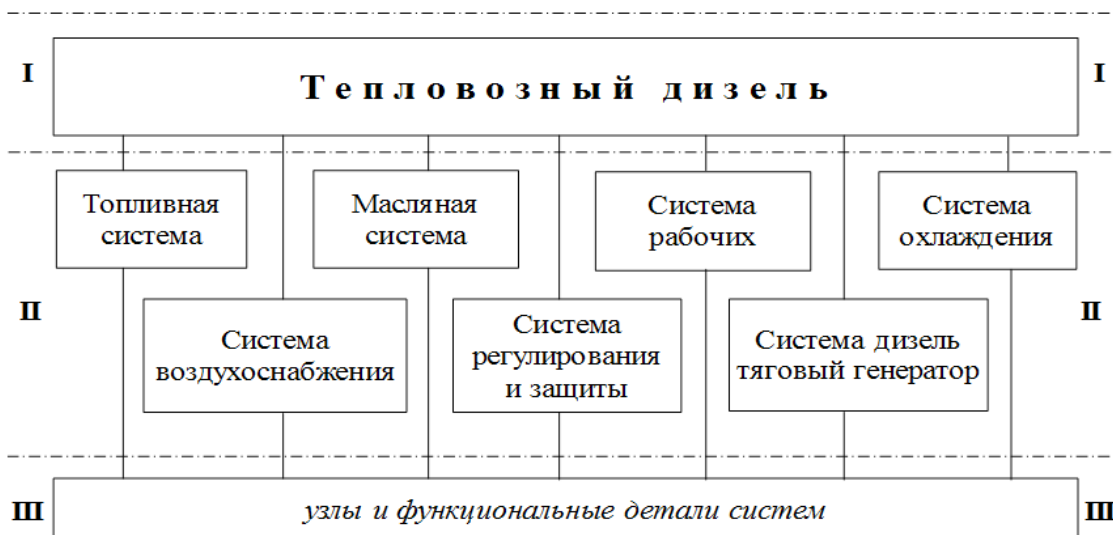 I
Тепловозный дизель
I
Топливная
система
Масляная
система
Система
рабочих
Система
охлаждения
II
II
Система
воздухоснабжения
Система
регулирования
и защиты
Система дизель
тяговый генератор
III
узлы и функциональные детали систем
III